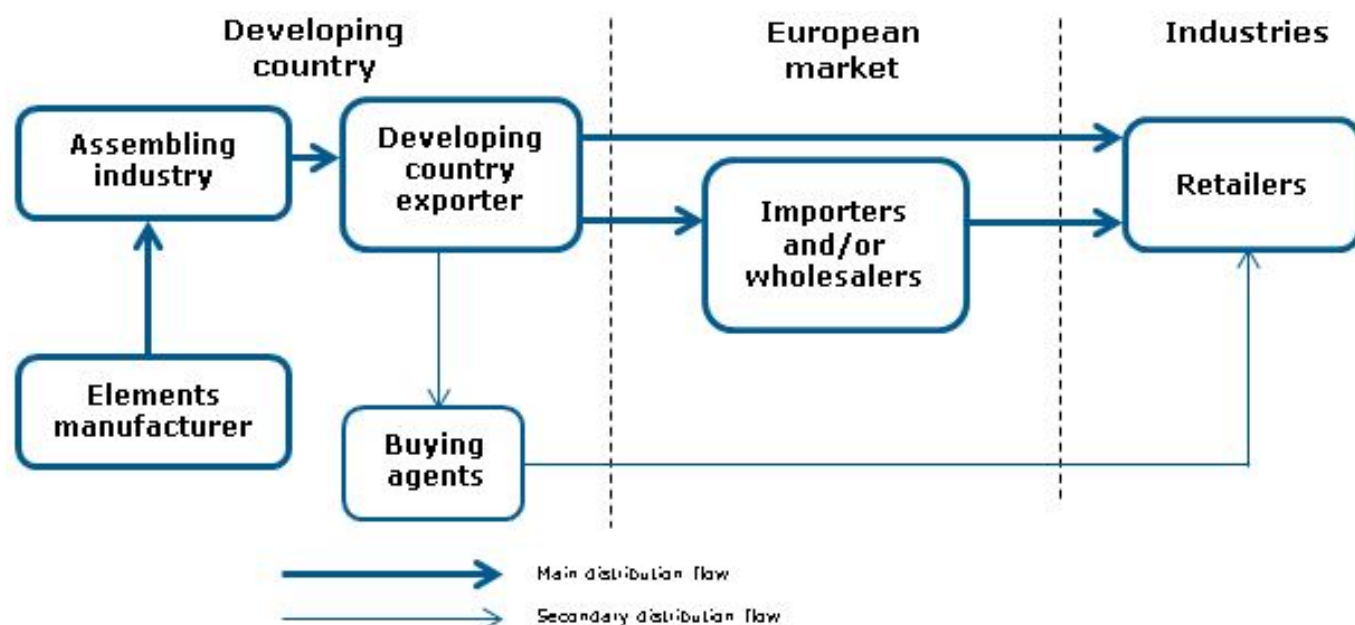 Developing
country
European
market
Industries
Assembling
industry
Developing
country
exporter
Importers
and/or
wholesalers
Retailers
Elements
manufacturer
Buying
agents
Main distribution flow
Secondary distribution flow